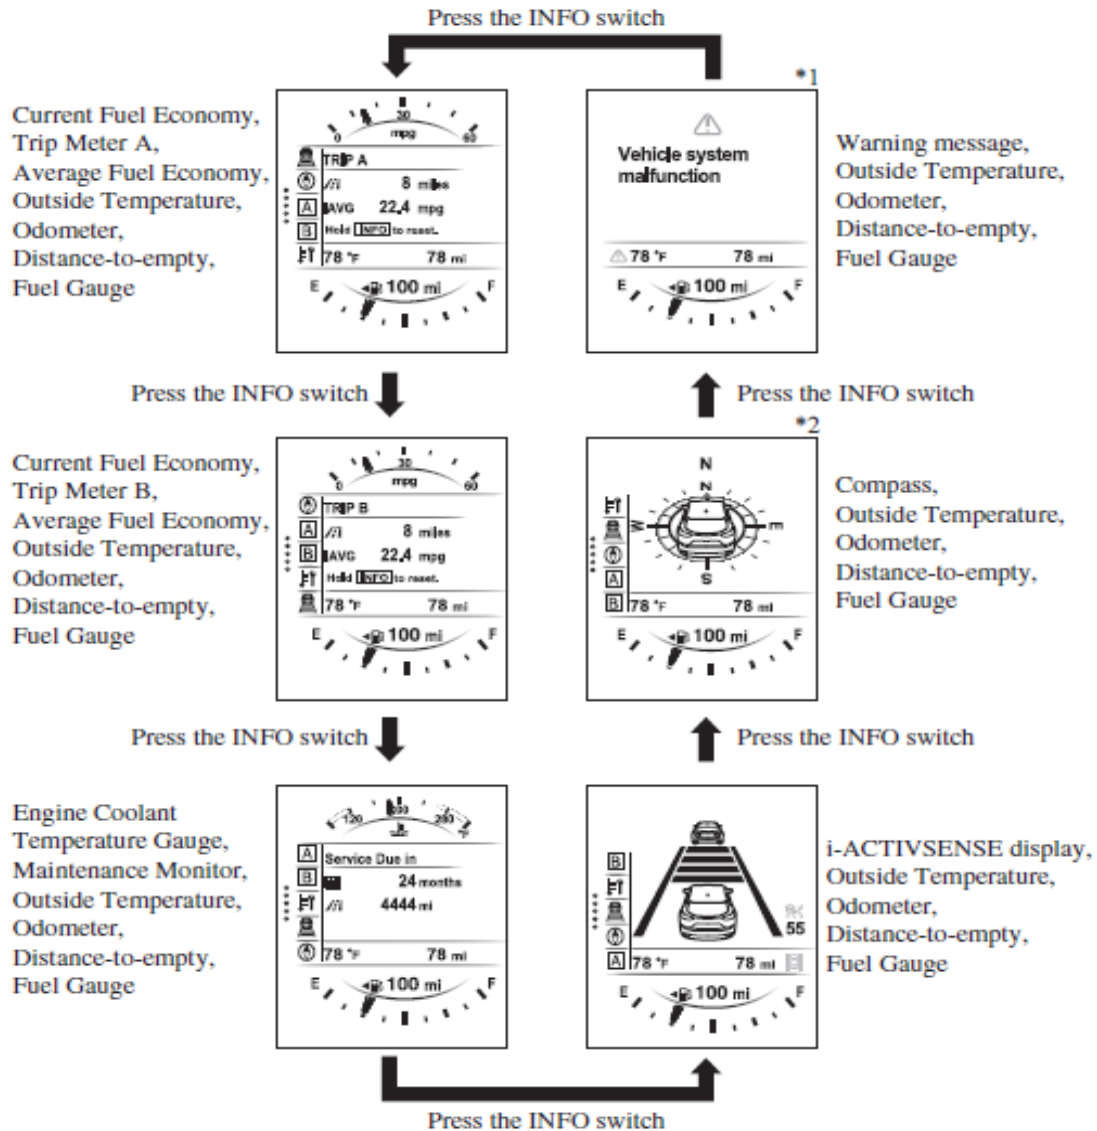 Press the INFO switch
*1
Current Fuel Economy,
Trip Meter A,
Average Fuel Economy,
Outside Temperature,
Odometer,
Distance-to-empty,
Fuel Gauge
0
30
60
mpg
TRIP A
8 miles
A
AVG 22.4 mpg
B
Hold INFO to reset.
78 °F 78 mi
E 100 mi F
Vehicle system
malfunction
78 °F 78 mi
E 100 mi F
Warning message,
Outside Temperature,
Odometer,
Distance-to-empty,
Fuel Gauge
Press the INFO switch
Press the INFO switch
*2
Current Fuel Economy,
Trip Meter B,
Average Fuel Economy,
Outside Temperature,
Odometer,
Distance-to-empty,
Fuel Gauge
0
30
60
mpg
TRIP B
A
8 miles
B
AVG 22.4 mpg
Hold INFO to reset.
78 °F 78 mi
E 100 mi F
N
N
W
E
S
A
B
78 °F 78 mi
E 100 mi F
Compass,
Outside Temperature,
Odometer,
Distance-to-empty,
Fuel Gauge
Press the INFO switch
Press the INFO switch
Engine Coolant
Temperature Gauge,
Maintenance Monitor,
Outside Temperature,
Odometer,
Distance-to-empty,
Fuel Gauge
120
200
°F
A
Service Due in
B
24 months
4444 mi
78 °F 78 mi
E 100 mi F
B
55
A
78 °F 78 mi
E 100 mi F
i-ACTIVSENSE display,
Outside Temperature,
Odometer,
Distance-to-empty,
Fuel Gauge
Press the INFO switch